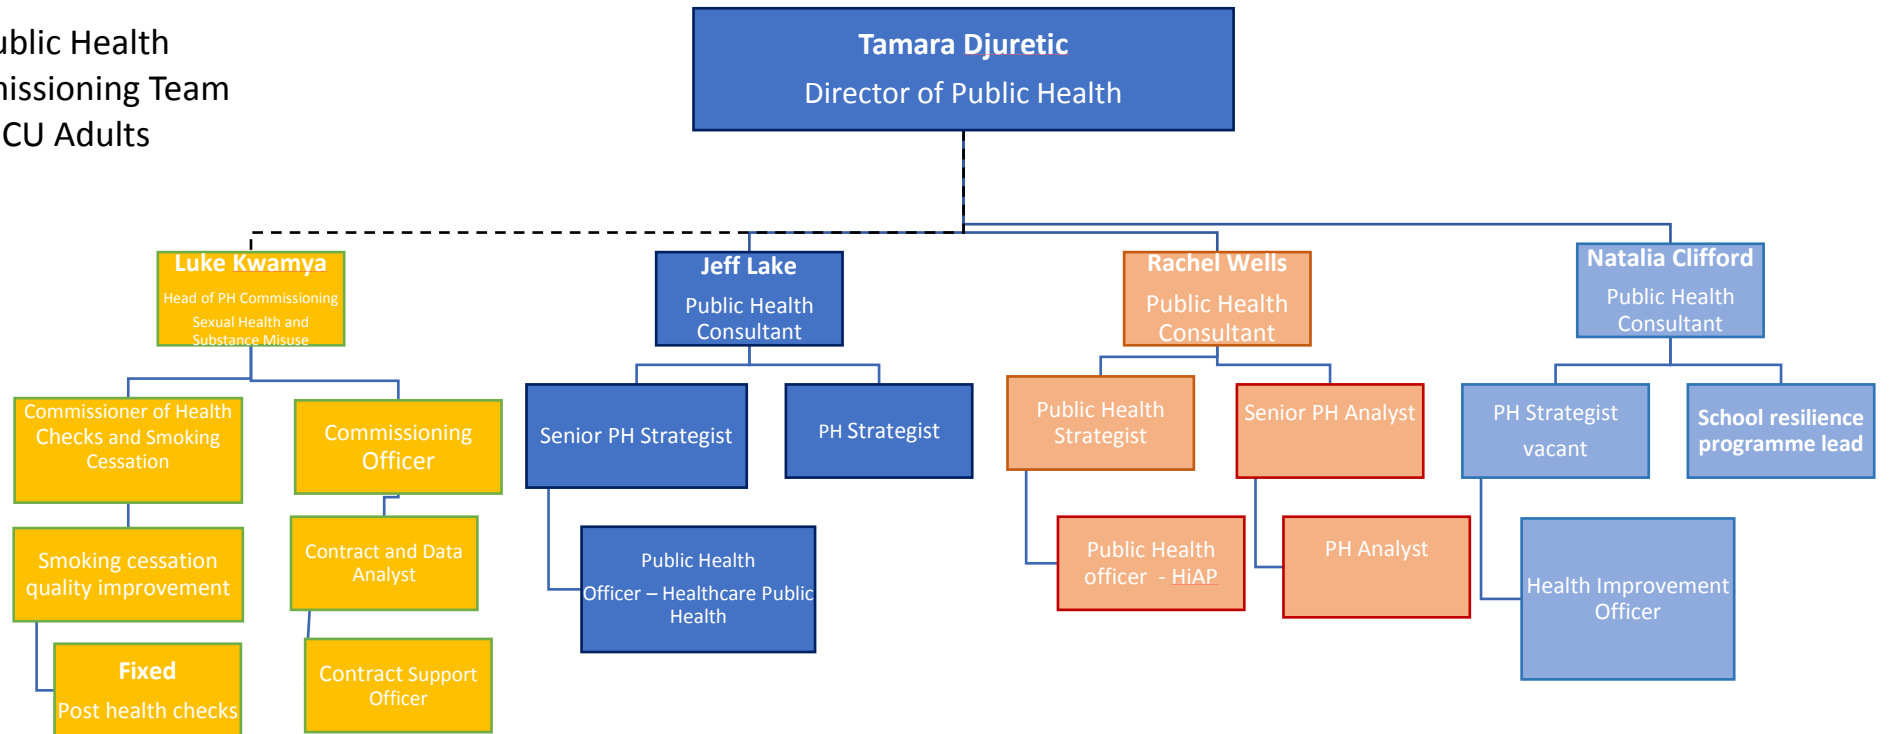 ublic Health
nissioning Team
CU Adults
Tamara Djuretic
Director of Public Health
Luke Kwamya
Head of PH Commissioning
Sexual Health and
Substance Misuse
Jeff Lake
Public Health
Consultant
Rachel Wells
Public Health
Consultant
Natalia Clifford
Public Health
Consultant
Commissioner of Health
Checks and Smoking
Cessation
Commissioning
Officer
Senior PH Strategist
PH Strategist
Public Health
Strategist
Senior PH Analyst
PH Strategist
vacant
School resilience
programme lead
Smoking cessation
quality improvement
Contract and Data
Analyst
Public Health
Officer – Healthcare Public
Health
Public Health
officer - HiAP
PH Analyst
Health Improvement
Officer
Fixed
Post health checks
Contract Support
Officer